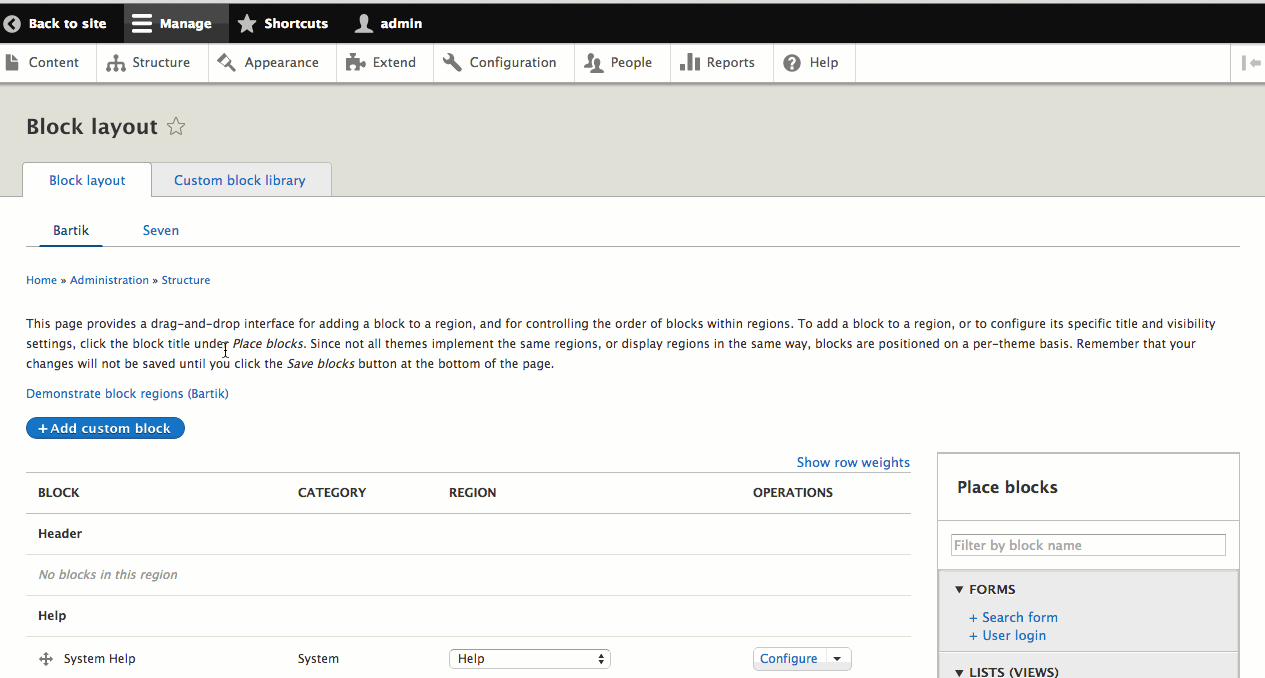 Back to site Manage Shortcuts admin
Content Structure Appearance Extend Configuration People Reports Help
Block layout
Block layout Custom block library
Bartik Seven
Home » Administration » Structure
This page provides a drag-and-drop interface for adding a block to a region, and for controlling the order of blocks within regions. To add a block to a region, or to configure its specific title and visibility
settings, click the block title under Place blocks. Since not all themes implement the same regions, or display regions in the same way, blocks are positioned on a per-theme basis. Remember that your
changes will not be saved until you click the Save blocks button at the bottom of the page.
Demonstrate block regions (Bartik)
+ Add custom block
Show row weights
BLOCK CATEGORY REGION OPERATIONS
Header
No blocks in this region
Help
System Help System Help Configure
Place blocks
Filter by block name
▼ FORMS
+ Search form
+ User login
▼ LISTS (VIEWS)